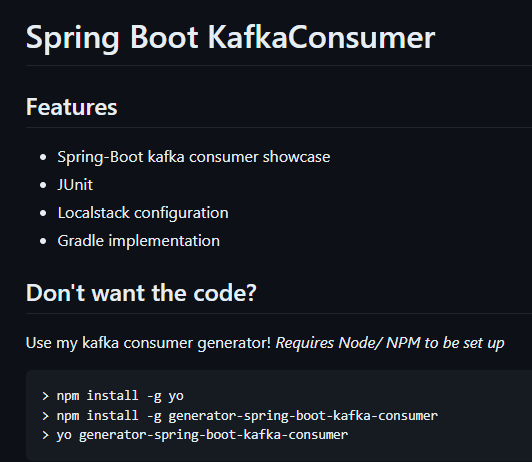 Spring Boot KafkaConsumer
Features
• Spring-Boot kafka consumer showcase
• JUnit
• Localstack configuration
• Gradle implementation
Don't want the code?
Use my kafka consumer generator! Requires Node/ NPM to be set up
> npm install -g yo
> npm install -g generator-spring-boot-kafka-consumer
> yo generator-spring-boot-kafka-consumer